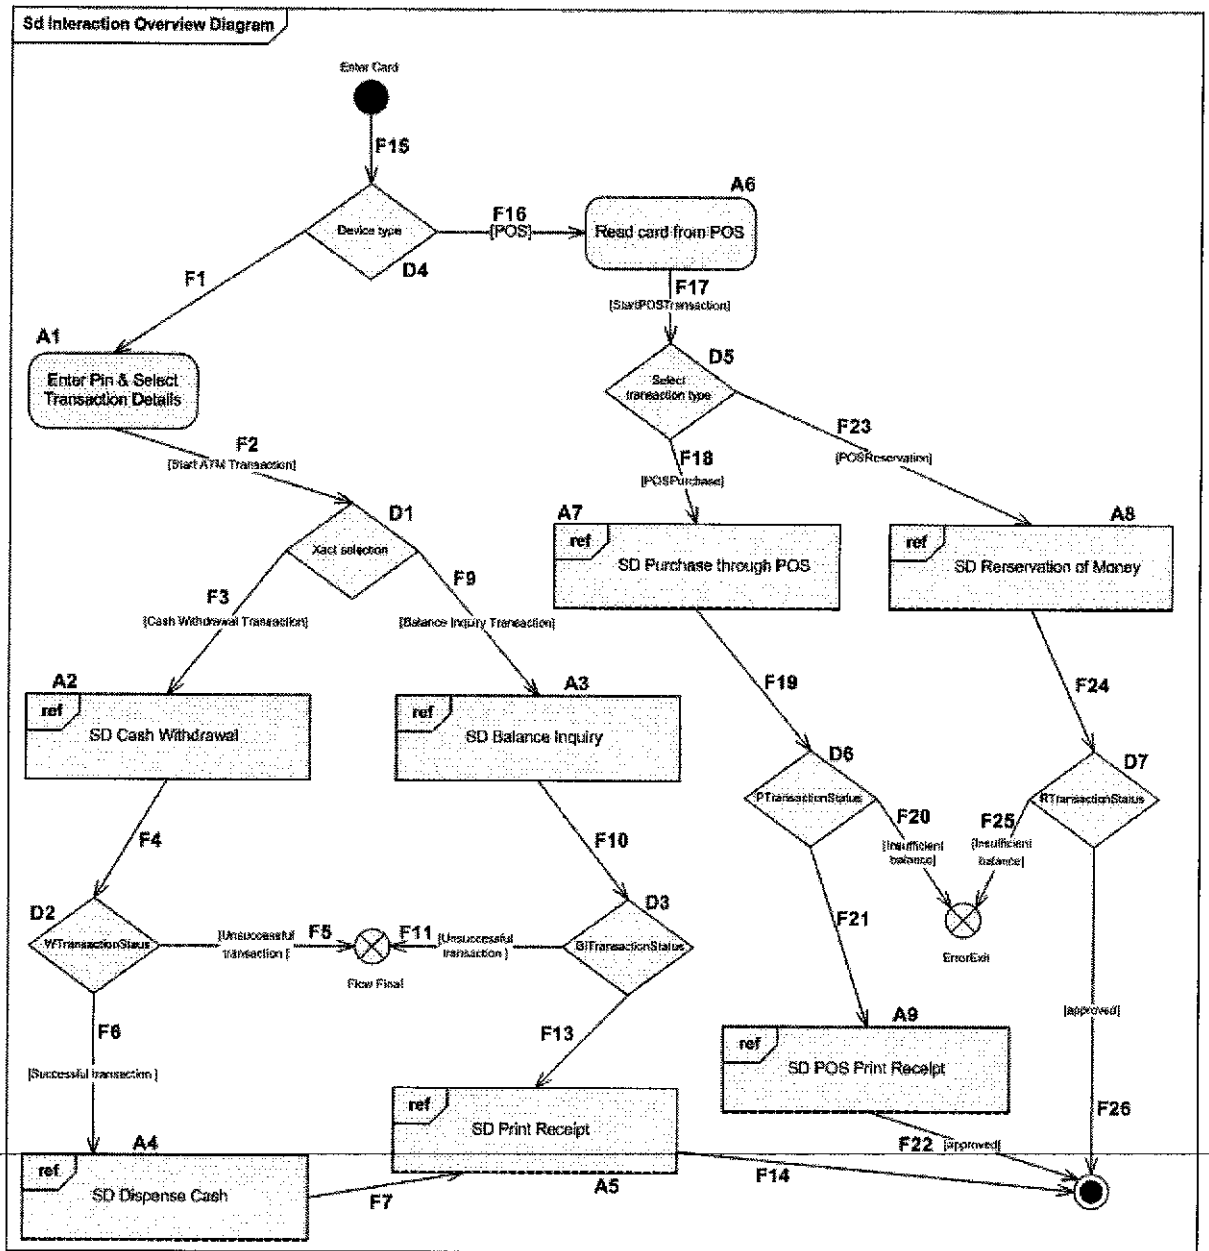 Sd Interaction Overview Diagram
Enter Card
F15
A6
Device type
F16
[POS]
Read card from POS
D4
F1
F17
[StartPOSTransaction]
A1
Enter Pin & Select
Transaction Details
D5
Select
transaction type
F2
[Start ATM Transaction]
F23
[POSReservation]
F18
[POSPurchase]
D1
Xact selection
A7
ref
SD Purchase through POS
A8
ref
SD Rerservation of Money
F3
[Cash Withdrawal Transaction]
F9
[Balance Inquiry Transaction]
A2
ref
SD Cash Withdrawal
A3
ref
SD Balance Inquiry
F19
F24
D6
PTransactionStatus
D7
RTransactionStatus
F20
[Insufficient
balance]
F25
[Insufficient
balance]
F4
F10
D2
WTransactionStaus
D3
BITransactionStatus
[Unsuccessful
transaction [
F5
F11
[Unsuccessful
transaction ]
Flow Final
F21
ErrorExit
F6
F13
[Successful transaction ]
A9
ref
SD POS Print Receipt
[approved]
ref
SD Print Receipt
F26
A4
ref
SD Dispense Cash
F7
A5
F14
F22
[approved[